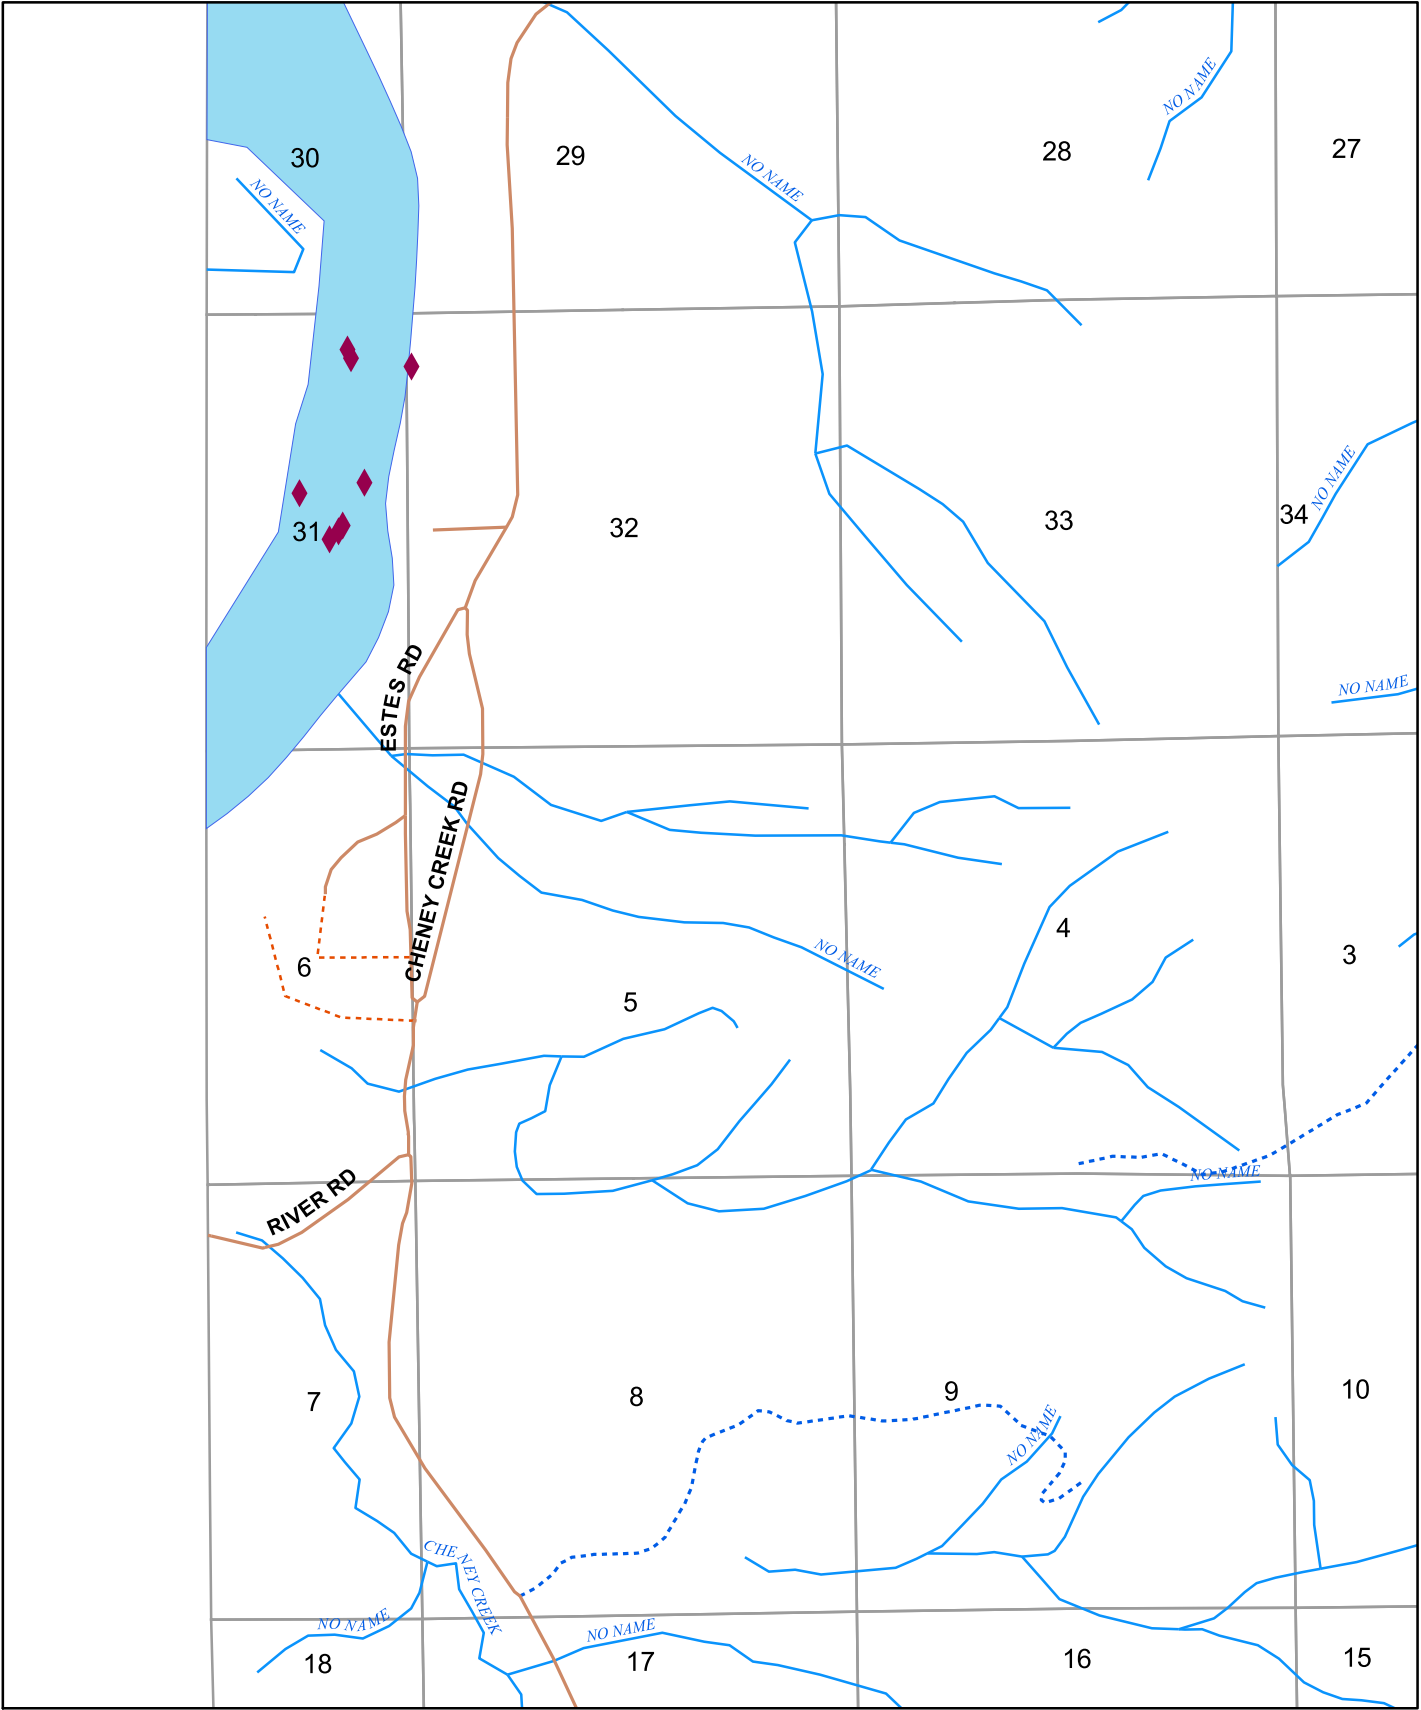 NO NAME
30
29
28
27
NO NAME
NO NAME
NO NAME
31
32
33
34
ESTES RD
NO NAME
CHENEY CREEK RD
4
3
NO NAME
6
5
RIVER RD
NO NAME
7
8
9
10
NO NAME
CHENEY CREEK
NO NAME
NO NAME
18
17
16
15